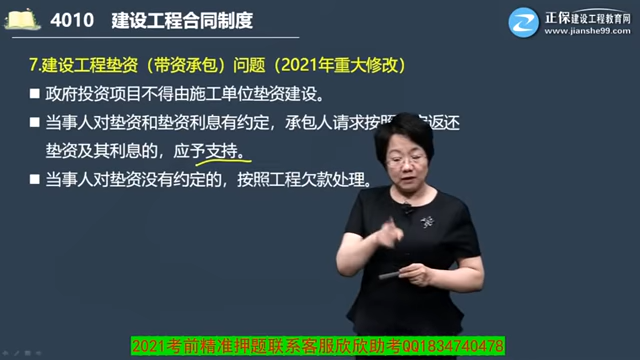 4010 建设工程合同制度
正保建设工程教育网
www.jianshe99.com
7.建设工程垫资（带资承包）问题（2021年重大修改）
■ 政府投资项目不得由施工单位垫资建设。
■ 当事人对垫资和垫资利息有约定，承包人请求按照 返还
垫资及其利息的，应予支持。
■ 当事人对垫资没有约定的，按照工程欠款处理。
2021考前精准押题联系客服欣欣助考QQ1834740478